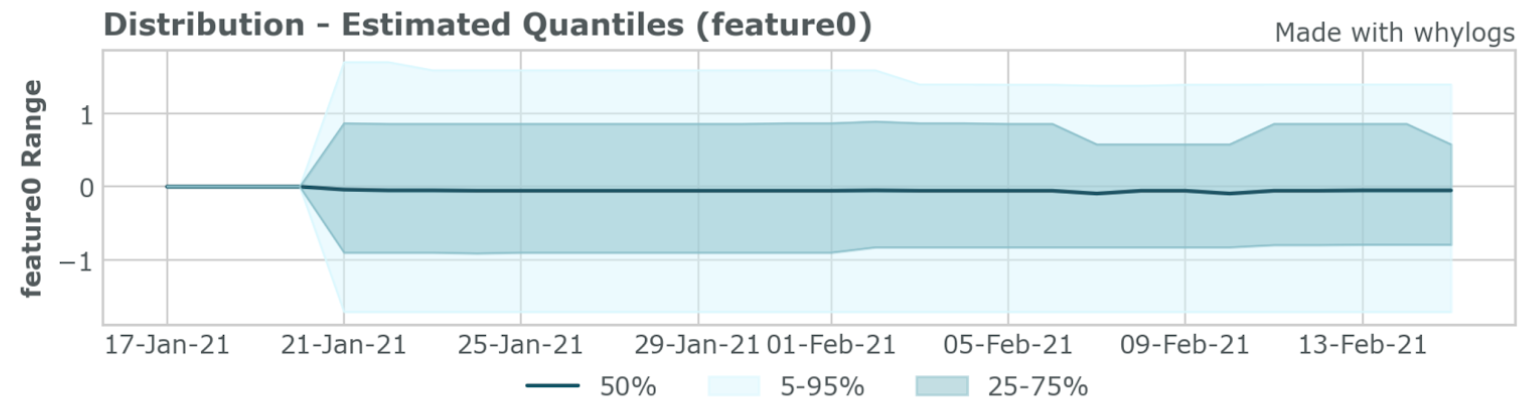 Distribution - Estimated Quantiles (feature0)
Made with whylogs
feature0 Range
1
0
−1
17-Jan-21 21-Jan-21 25-Jan-21 29-Jan-21 01-Feb-21 05-Feb-21 09-Feb-21 13-Feb-21
50% 5-95% 25-75%